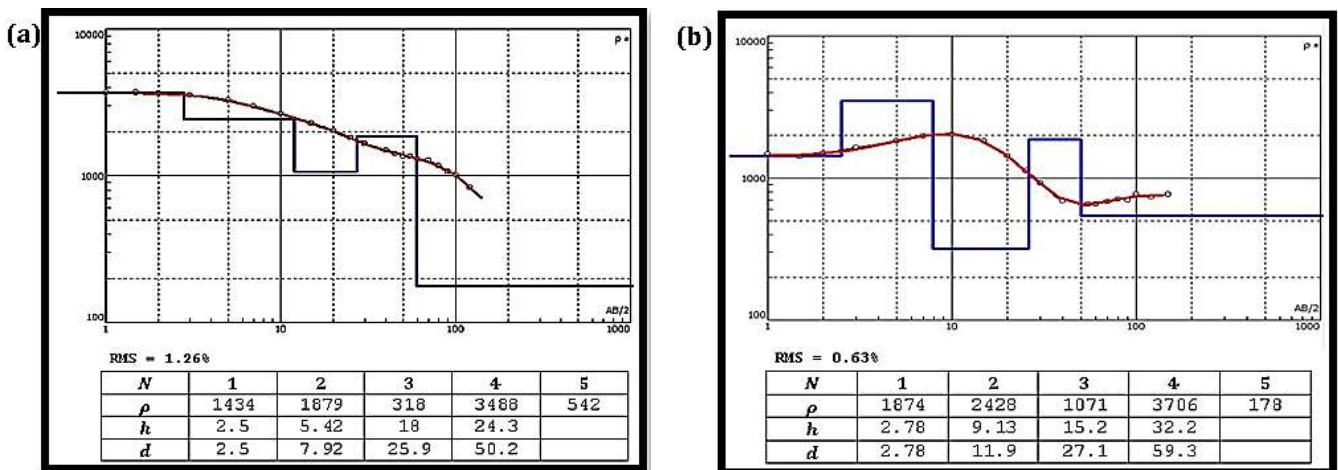 (a)
10000
ρa
1000
100
AB/2
1
10
100
1000
RMS = 1.26%
N 1 2 3 4 5
ρ 1434 1879 318 3488 542
h 2.5 5.42 18 24.3
d 2.5 7.92 25.9 50.2
(b)
10000
1000
100
AB/2
1
10
100
1000
RMS = 0.63%
N 1 2 3 4 5
ρ 1874 2428 1071 3706 178
h 2.78 9.13 15.2 32.2
d 2.78 11.9 27.1 59.3